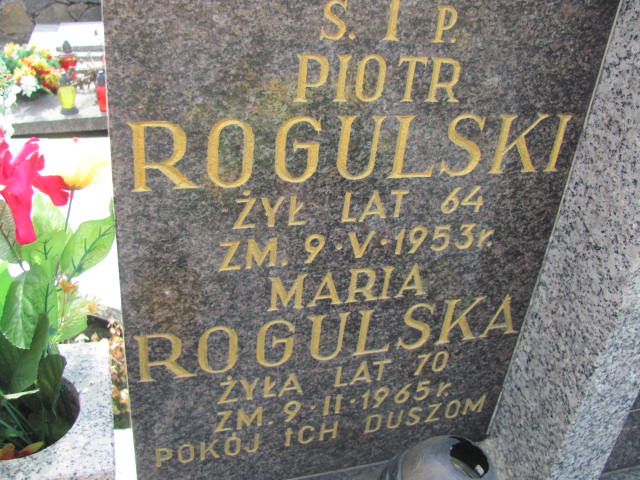 Ś. † P.
PIOTR
ROGULSKI
ŻYŁ LAT 64
ZM. 9·V·1953r.
MARIA
ROGULSKA
ŻYŁA LAT 70
ZM. 9·II·1965r.
POKÓJ ICH DUSZOM